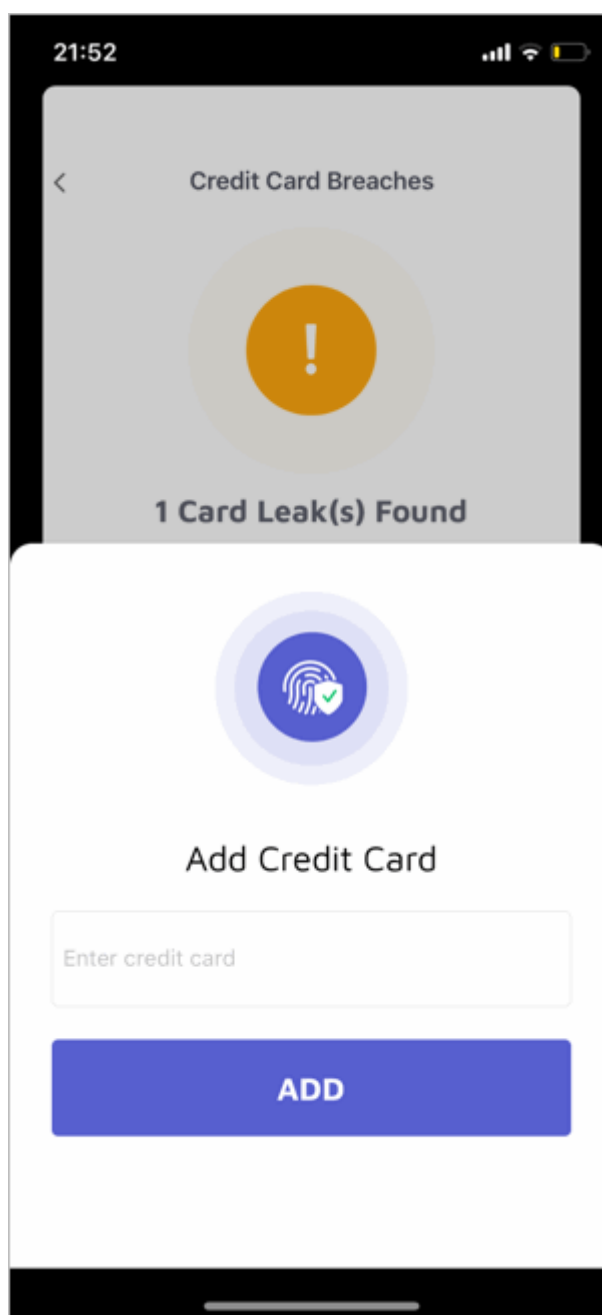 21:52
Credit Card Breaches
!
1 Card Leak(s) Found
Add Credit Card
Enter credit card
ADD